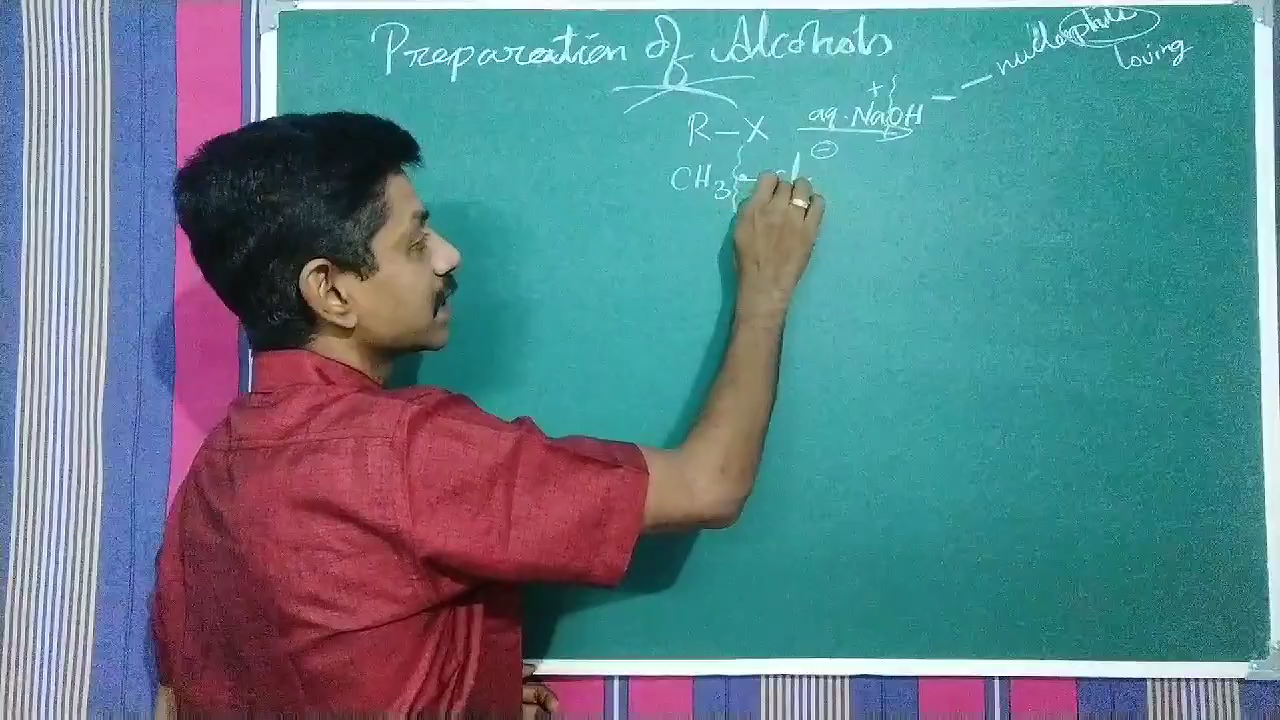 Preparation of Alcohols
R-X aq. NaOH - - nucleophile
+
loving
⊖
CH3 -